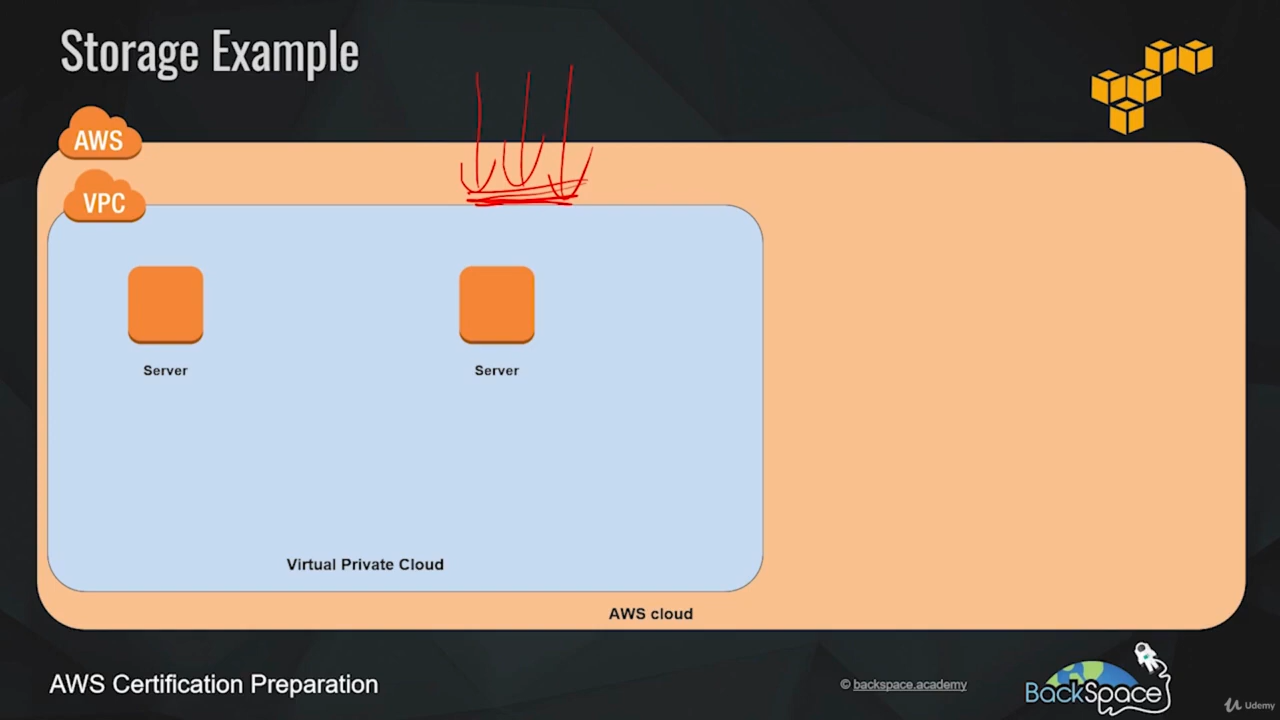 Storage Example
AWS
VPC
Server
Server
Virtual Private Cloud
AWS cloud
AWS Certification Preparation
© backspace.academy
BackSpace
Udemy